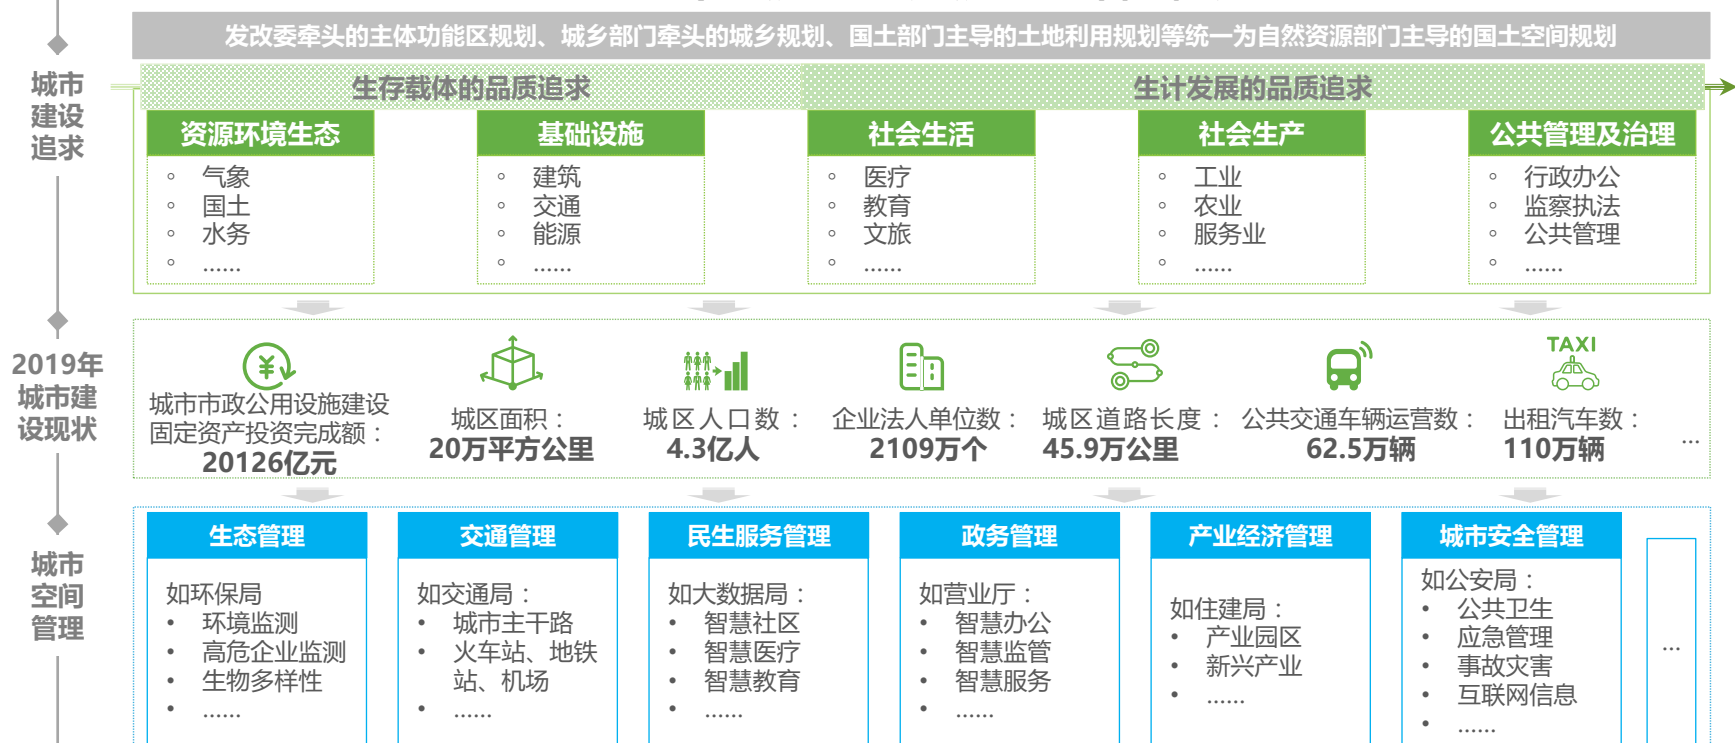 发改委牵头的主体功能区规划、城乡部门牵头的城乡规划、国土部门主导的土地利用规划等统一为自然资源部门主导的国土空间规划
城市
建设
追求
生存载体的品质追求
生计发展的品质追求
资源环境生态
◦ 气象
◦ 国土
◦ 水务
◦ ……
基础设施
◦ 建筑
◦ 交通
◦ 能源
◦ ……
社会生活
◦ 医疗
◦ 教育
◦ 文旅
◦ ……
社会生产
◦ 工业
◦ 农业
◦ 服务业
◦ ……
公共管理及治理
◦ 行政办公
◦ 监察执法
◦ 公共管理
◦ ……
2019年
城市建
设现状
城市市政公用设施建设
固定资产投资完成额：
20126亿元
城区面积：
20万平方公里
城区人口数：
4.3亿人
企业法人单位数：
2109万个
城区道路长度：
45.9万公里
公共交通车辆运营数：
62.5万辆
TAXI
出租汽车数：
110万辆
…
城市
空间
管理
生态管理
如环保局
• 环境监测
• 高危企业监测
• 生物多样性
• ……
交通管理
如交通局：
• 城市主干路
• 火车站、地铁
站、机场
• ……
民生服务管理
如大数据局：
• 智慧社区
• 智慧医疗
• 智慧教育
• ……
政务管理
如营业厅：
• 智慧办公
• 智慧监管
• 智慧服务
• ……
产业经济管理
如住建局：
• 产业园区
• 新兴产业
• ……
城市安全管理
如公安局：
• 公共卫生
• 应急管理
• 事故灾害
• 互联网信息
• ……
…